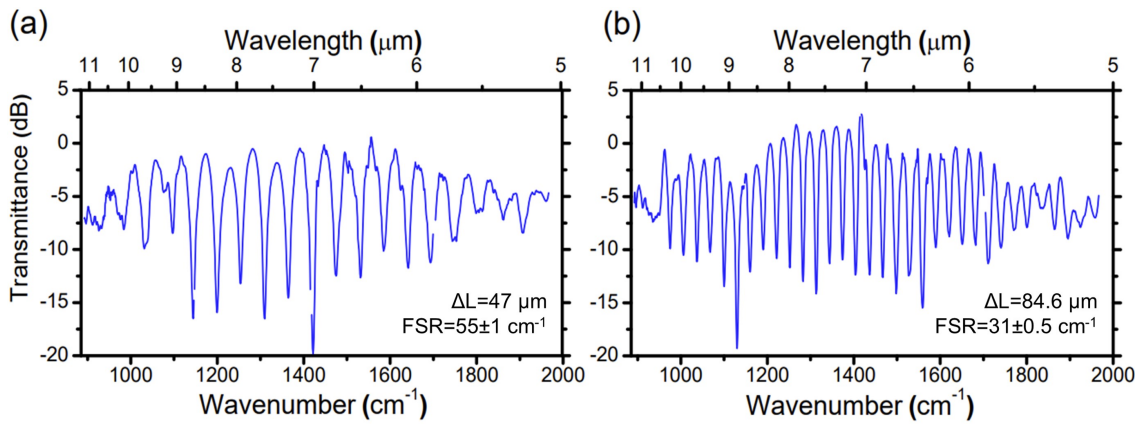 (a)
Wavelength (μm)
11 10 9 8 7 6 5
5
0
-5
-10
-15
-20
Transmittance (dB)
ΔL=47 μm
FSR=55±1 cm⁻¹
1000 1200 1400 1600 1800 2000
Wavenumber (cm⁻¹)
(b)
Wavelength (μm)
11 10 9 8 7 6 5
5
0
-5
-10
-15
-20
ΔL=84.6 μm
FSR=31±0.5 cm⁻¹
1000 1200 1400 1600 1800 2000
Wavenumber (cm⁻¹)